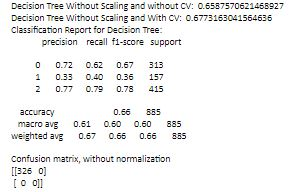 Decision Tree Without Scaling and without CV: 0.6587570621468927
Decision Tree Without Scaling and With CV: 0.6773163041564636
Classification Report for Decision Tree:
precision recall f1-score support
0 0.72 0.62 0.67 313
1 0.33 0.40 0.36 157
2 0.77 0.79 0.78 415
accuracy 0.66 885
macro avg 0.61 0.60 0.60 885
weighted avg 0.67 0.66 0.66 885
Confusion matrix, without normalization
[[326 0]
[ 0 0]]